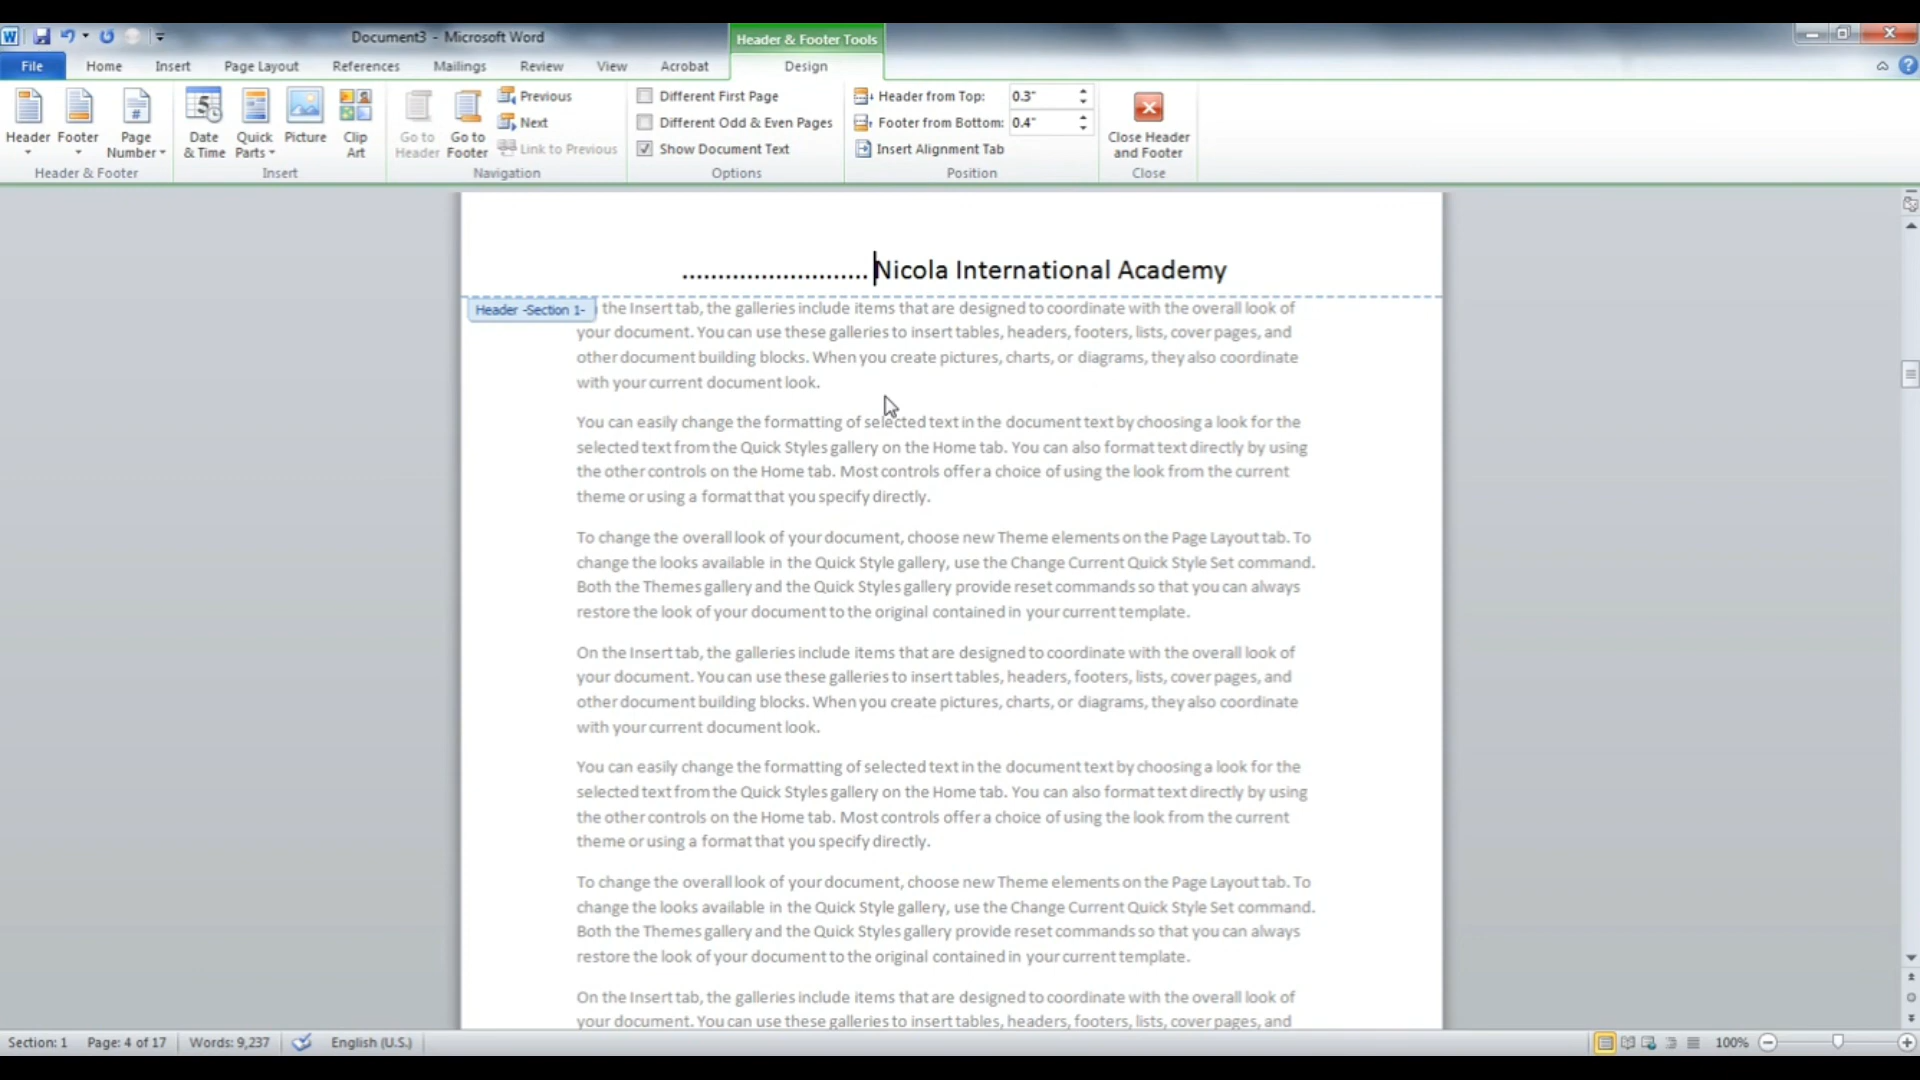 Document3 - Microsoft Word
Header & Footer Tools
File Home Insert Page Layout References Mailings Review View Acrobat Design
Header
Footer
Page Number
Header & Footer
Date & Time
Quick Parts
Picture
Clip Art
Insert
Go to Header
Go to Footer
Previous
Next
Link to Previous
Navigation
Different First Page
Different Odd & Even Pages
Show Document Text
Options
Header from Top: 0.3"
Footer from Bottom: 0.4"
Insert Alignment Tab
Position
Close Header and Footer
Close
.......................... Nicola International Academy
Header -Section 1-
the Insert tab, the galleries include items that are designed to coordinate with the overall look of
your document. You can use these galleries to insert tables, headers, footers, lists, cover pages, and
other document building blocks. When you create pictures, charts, or diagrams, they also coordinate
with your current document look.
You can easily change the formatting of selected text in the document text by choosing a look for the
selected text from the Quick Styles gallery on the Home tab. You can also format text directly by using
the other controls on the Home tab. Most controls offer a choice of using the look from the current
theme or using a format that you specify directly.
To change the overall look of your document, choose new Theme elements on the Page Layout tab. To
change the looks available in the Quick Style gallery, use the Change Current Quick Style Set command.
Both the Themes gallery and the Quick Styles gallery provide reset commands so that you can always
restore the look of your document to the original contained in your current template.
On the Insert tab, the galleries include items that are designed to coordinate with the overall look of
your document. You can use these galleries to insert tables, headers, footers, lists, cover pages, and
other document building blocks. When you create pictures, charts, or diagrams, they also coordinate
with your current document look.
You can easily change the formatting of selected text in the document text by choosing a look for the
selected text from the Quick Styles gallery on the Home tab. You can also format text directly by using
the other controls on the Home tab. Most controls offer a choice of using the look from the current
theme or using a format that you specify directly.
To change the overall look of your document, choose new Theme elements on the Page Layout tab. To
change the looks available in the Quick Style gallery, use the Change Current Quick Style Set command.
Both the Themes gallery and the Quick Styles gallery provide reset commands so that you can always
restore the look of your document to the original contained in your current template.
On the Insert tab, the galleries include items that are designed to coordinate with the overall look of
your document. You can use these galleries to insert tables, headers, footers, lists, cover pages, and
Section: 1 Page: 4 of 17 Words: 9,237 English (U.S.) 100%